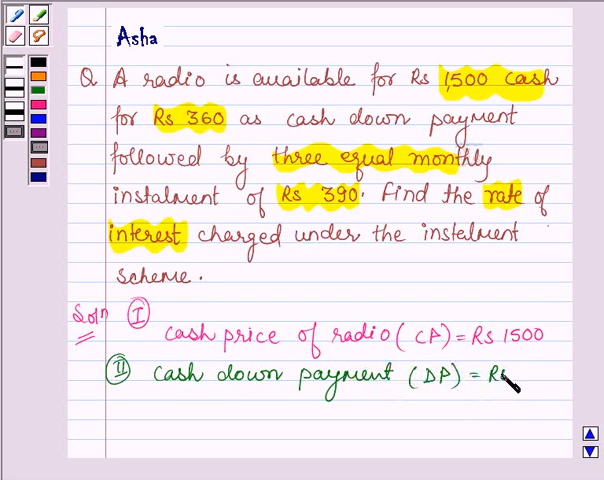 Asha
Q A radio is available for Rs 1,500 cash
for Rs 360 as cash down payment
followed by three equal monthly
instalment of Rs 390. Find the rate of
interest charged under the instalment
scheme.
Soln I
cash price of radio (CP) = Rs 1500
II cash down payment (DP) = Rs